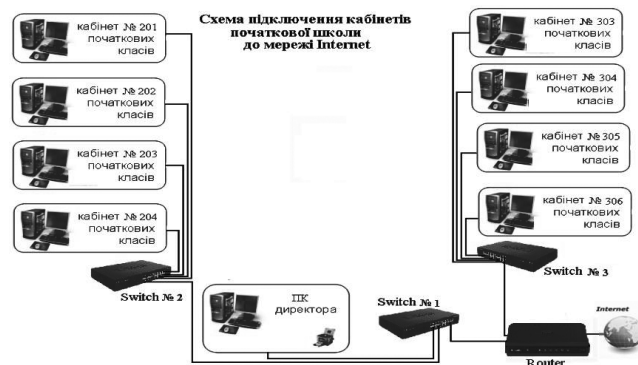 Схема підключення кабінетів
початкової школи
до мережі Internet
кабінет № 201
початкових
класів
кабінет № 202
початкових
класів
кабінет № 203
початкових
класів
кабінет № 204
початкових
класів
Switch № 2
ПК
директора
Switch № 1
кабінет № 303
початкових
класів
кабінет № 304
початкових
класів
кабінет № 305
початкових
класів
кабінет № 306
початкових
класів
Switch № 3
Internet
Router